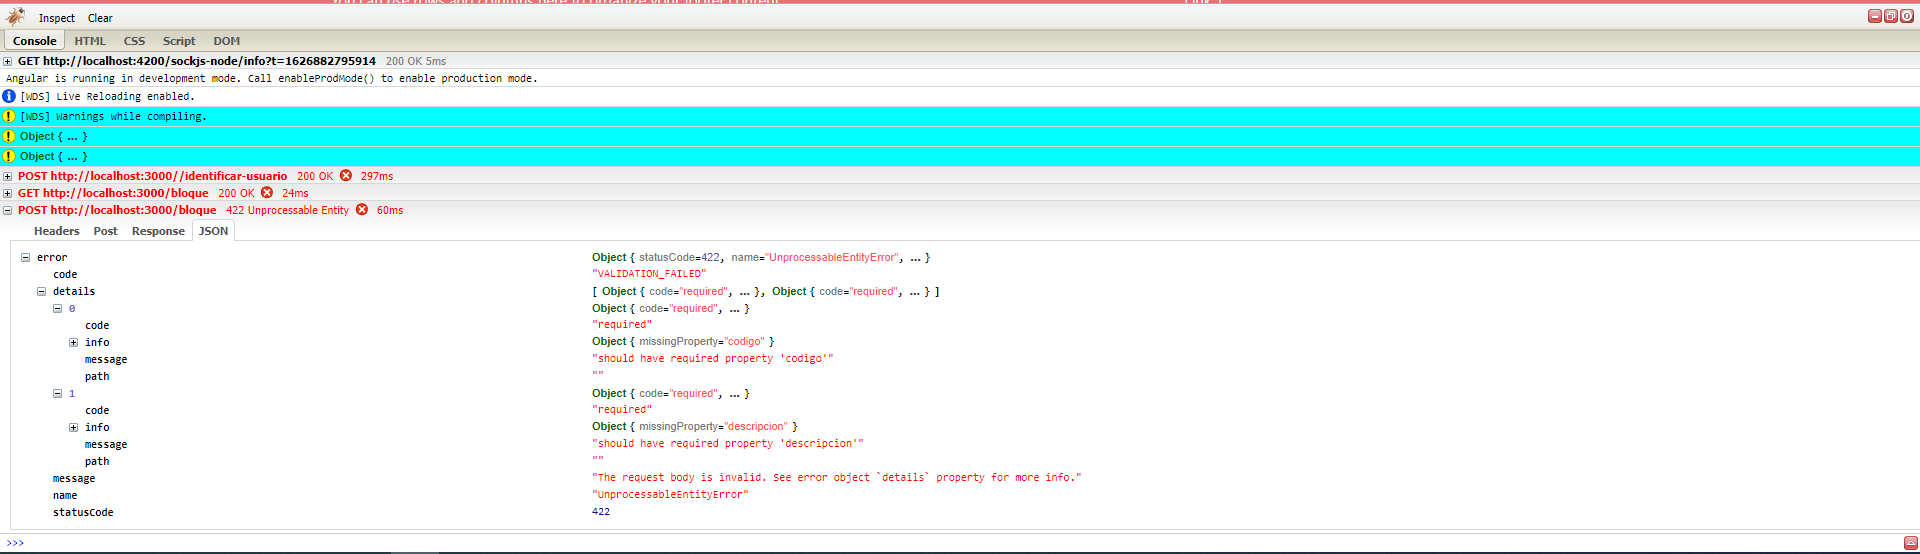 Inspect Clear
Console HTML CSS Script DOM
GET http://localhost:4200/sockjs-node/info?t=1626882795914 200 OK 5ms
Angular is running in development mode. Call enableProdMode() to enable production mode.
[WDS] Live Reloading enabled.
[WDS] Warnings while compiling.
Object { ... }
Object { ... }
POST http://localhost:3000//identificar-usuario 200 OK 297ms
GET http://localhost:3000/bloque 200 OK 24ms
POST http://localhost:3000/bloque 422 Unprocessable Entity 60ms
Headers Post Response JSON
error Object { statusCode=422, name="UnprocessableEntityError", ... }
code "VALIDATION_FAILED"
details [ Object { code="required", ... }, Object { code="required", ... } ]
0 Object { code="required", ... }
code "required"
info Object { missingProperty="codigo" }
message "should have required property 'codigo'"
path ""
1 Object { code="required", ... }
code "required"
info Object { missingProperty="descripcion" }
message "should have required property 'descripcion'"
path ""
message "The request body is invalid. See error object `details` property for more info."
name "UnprocessableEntityError"
statusCode 422
>>>